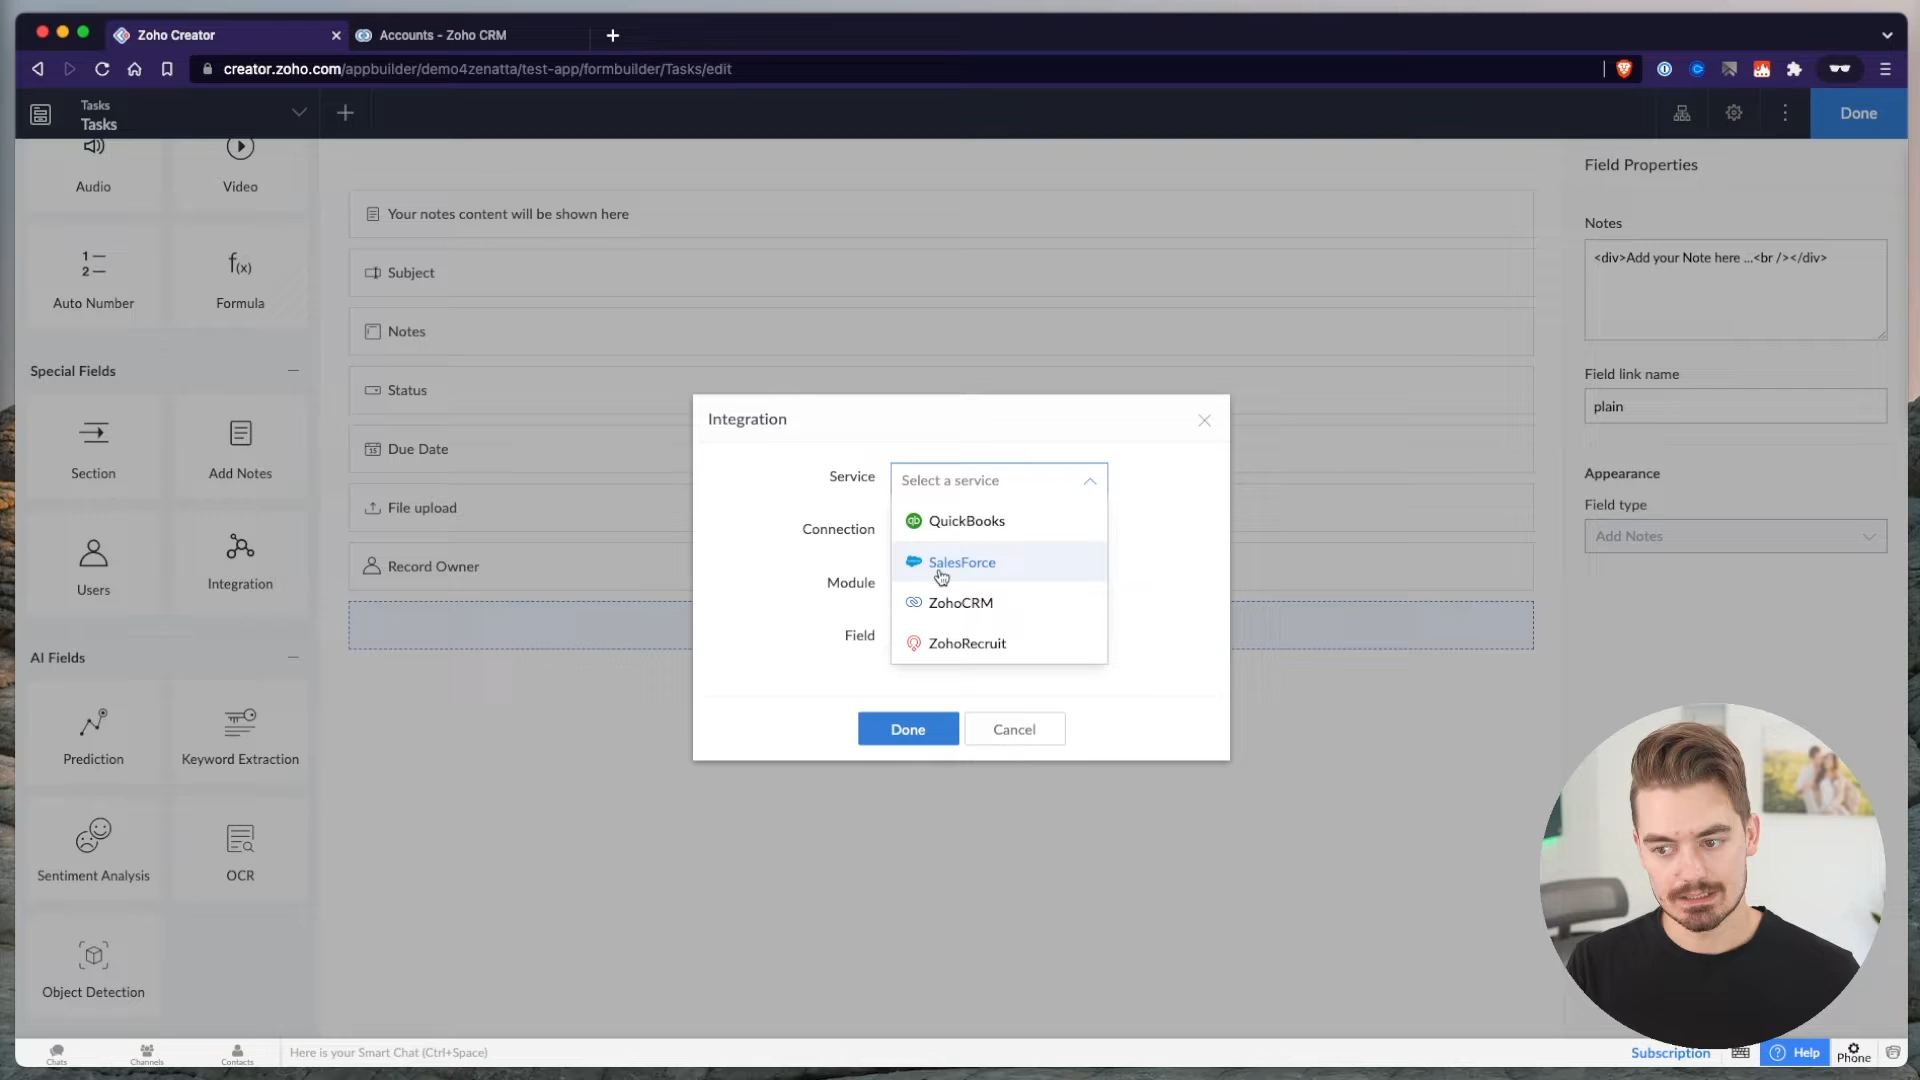 Zoho Creator
Accounts - Zoho CRM
creator.zoho.com/appbuilder/demo4zenatta/test-app/formbuilder/Tasks/edit
Tasks
Tasks
Done
Audio
Video
Auto Number
Formula
Special Fields
Section
Add Notes
Users
Integration
AI Fields
Prediction
Keyword Extraction
Sentiment Analysis
OCR
Object Detection
Your notes content will be shown here
Subject
Notes
Status
Due Date
File upload
Record Owner
Integration
Service
Select a service
QuickBooks
Connection
SalesForce
Module
ZohoCRM
Field
ZohoRecruit
Done
Cancel
Field Properties
Notes
<div>Add your Note here ...<br /></div>
Field link name
plain
Appearance
Field type
Add Notes
Chats
Channels
Contacts
Here is your Smart Chat (Ctrl+Space)
Subscription
Help
Phone